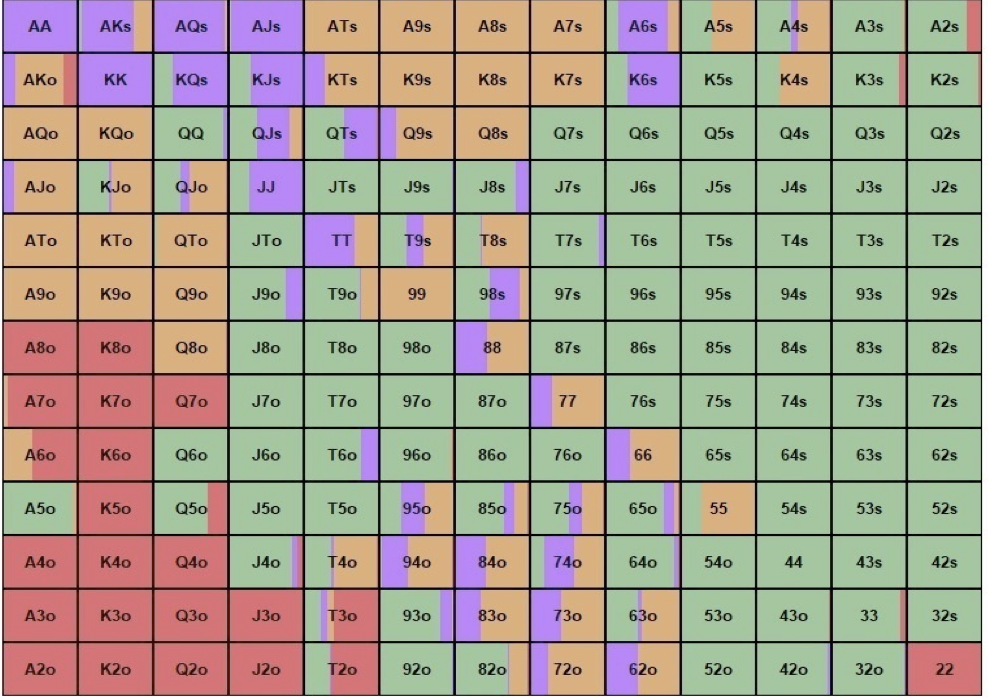 AA AKs AQs AJs ATs A9s A8s A7s A6s A5s A4s A3s A2s
AKo KK KQs KJs KTs K9s K8s K7s K6s K5s K4s K3s K2s
AQo KQo QQ QJs QTs Q9s Q8s Q7s Q6s Q5s Q4s Q3s Q2s
AJo KJo QJo JJ JTs J9s J8s J7s J6s J5s J4s J3s J2s
ATo KTo QTo JTo TT T9s T8s T7s T6s T5s T4s T3s T2s
A9o K9o Q9o J9o T9o 99 98s 97s 96s 95s 94s 93s 92s
A8o K8o Q8o J8o T8o 98o 88 87s 86s 85s 84s 83s 82s
A7o K7o Q7o J7o T7o 97o 87o 77 76s 75s 74s 73s 72s
A6o K6o Q6o J6o T6o 96o 86o 76o 66 65s 64s 63s 62s
A5o K5o Q5o J5o T5o 95o 85o 75o 65o 55 54s 53s 52s
A4o K4o Q4o J4o T4o 94o 84o 74o 64o 54o 44 43s 42s
A3o K3o Q3o J3o T3o 93o 83o 73o 63o 53o 43o 33 32s
A2o K2o Q2o J2o T2o 92o 82o 72o 62o 52o 42o 32o 22